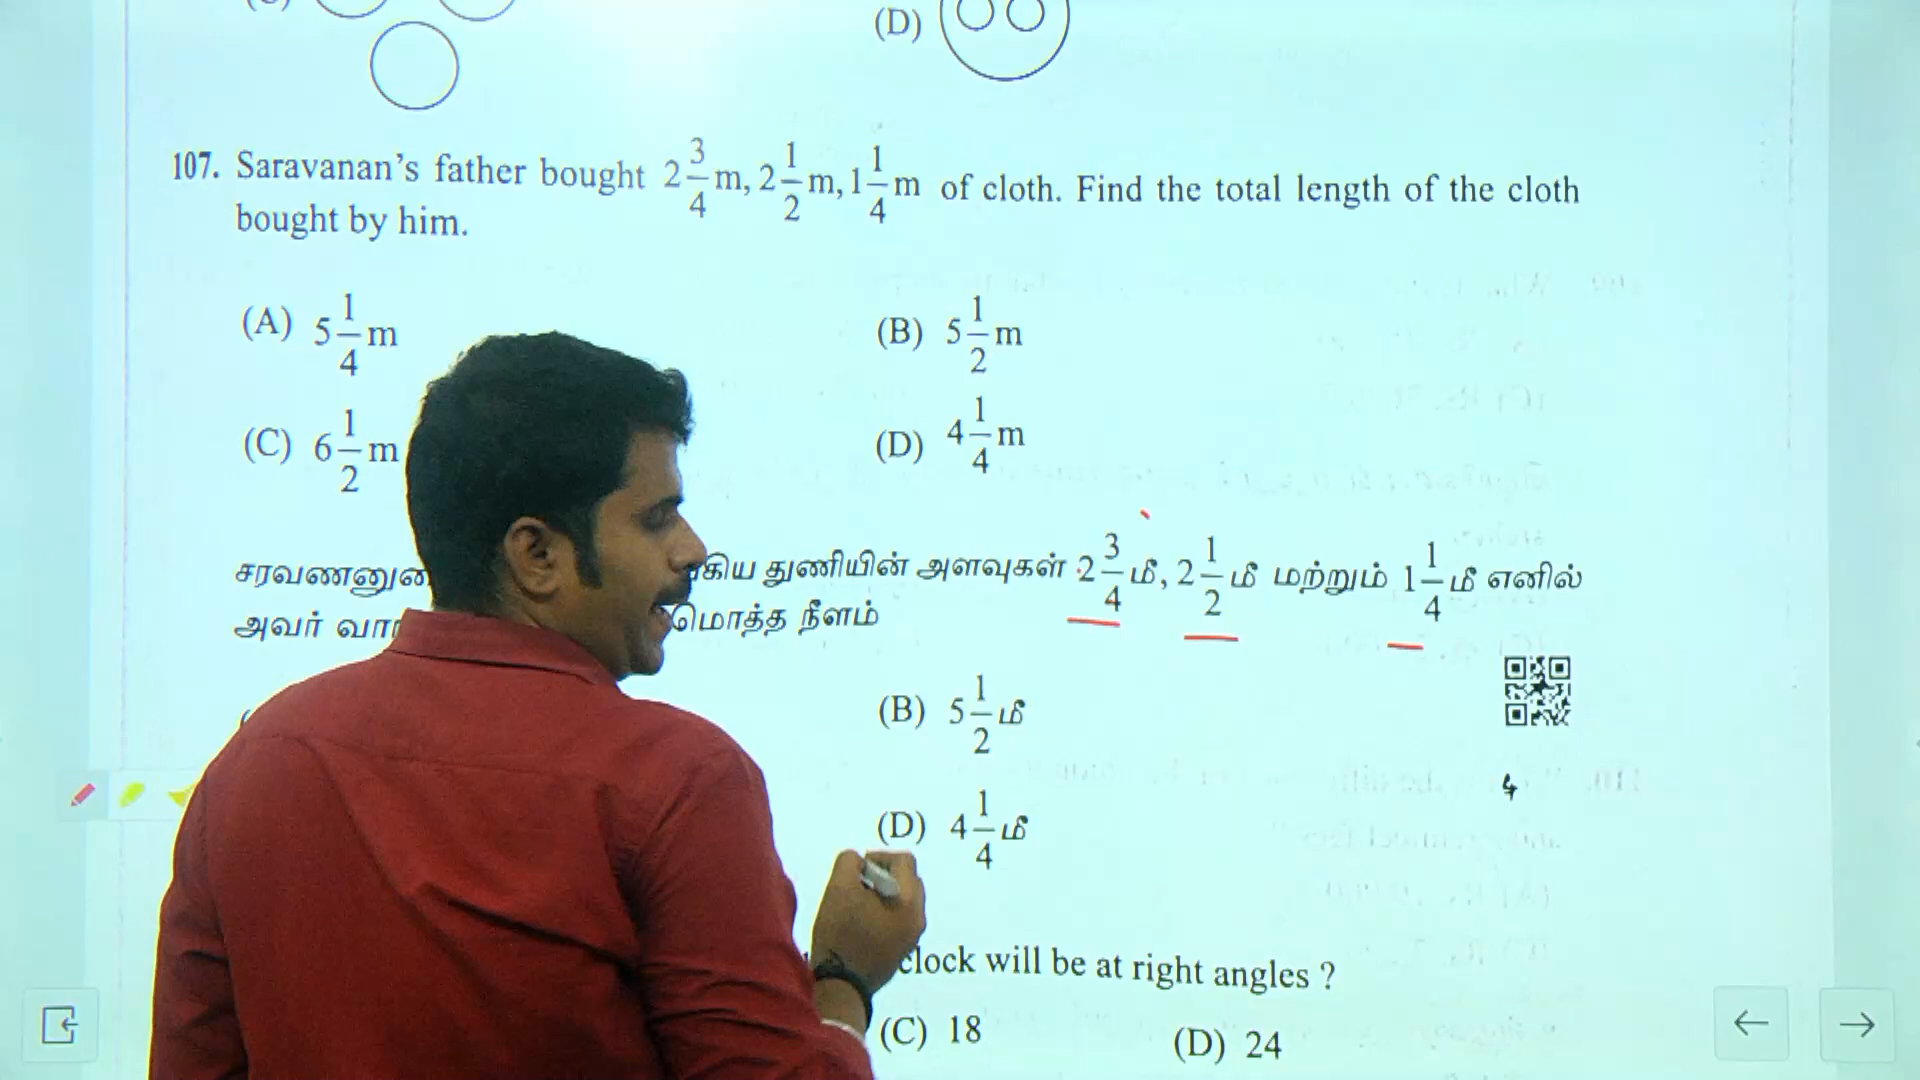 (D)
107. Saravanan's father bought 2 3/4 m, 2 1/2 m, 1 1/4 m of cloth. Find the total length of the cloth
bought by him.
(A) 5 1/4 m (B) 5 1/2 m
(C) 6 1/2 m (D) 4 1/4 m
துணியின் அளவுகள் 2 3/4 மீ, 2 1/2 மீ மற்றும் 1 1/4 மீ எனில்
அவர் மொத்த நீளம்
(B) 5 1/2 மீ
(D) 4 1/4 மீ
clock will be at right angles ?
(C) 18 (D) 24